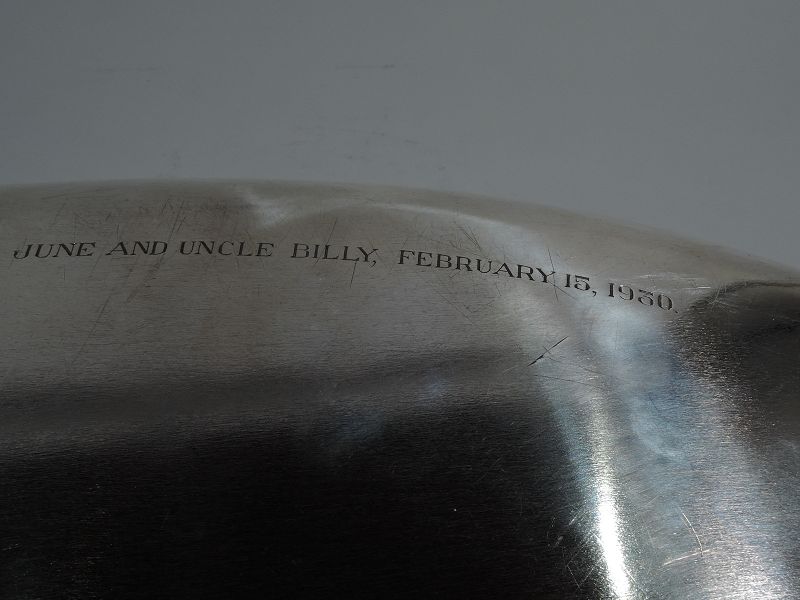 JUNE AND UNCLE BILLY, FEBRUARY 15, 1930.